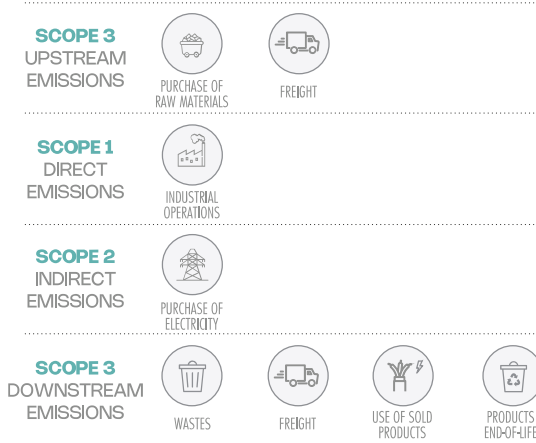 SCOPE 3
UPSTREAM
EMISSIONS
PURCHASE OF
RAW MATERIALS
FREIGHT
SCOPE 1
DIRECT
EMISSIONS
INDUSTRIAL
OPERATIONS
SCOPE 2
INDIRECT
EMISSIONS
PURCHASE OF
ELECTRICITY
SCOPE 3
DOWNSTREAM
EMISSIONS
WASTES
FREIGHT
USE OF SOLD
PRODUCTS
PRODUCTS
END-OF-LIFE